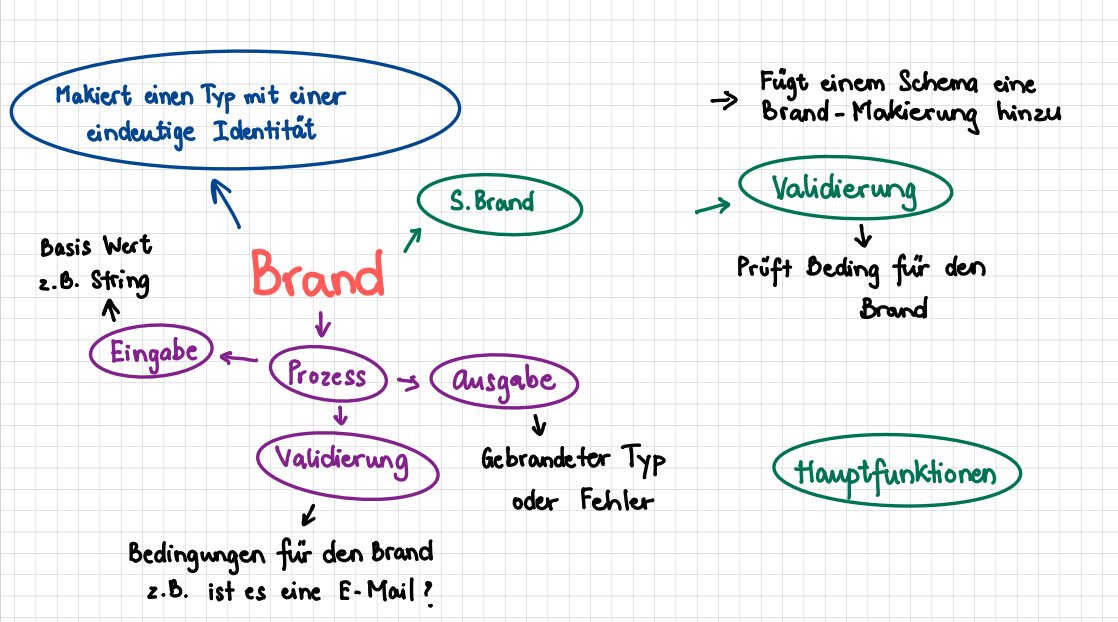 Makiert einen Typ mit einer
eindeutige Identität
Fügt einem Schema eine
Brand-Makierung hinzu
S.Brand
Validierung
Basis Wert
z.B. String
Brand
Prüft Beding für den
Brand
Eingabe
Prozess
Ausgabe
Validierung
Gebrandeter Typ
oder Fehler
Hauptfunktionen
Bedingungen für den Brand
z.B. ist es eine E-Mail?